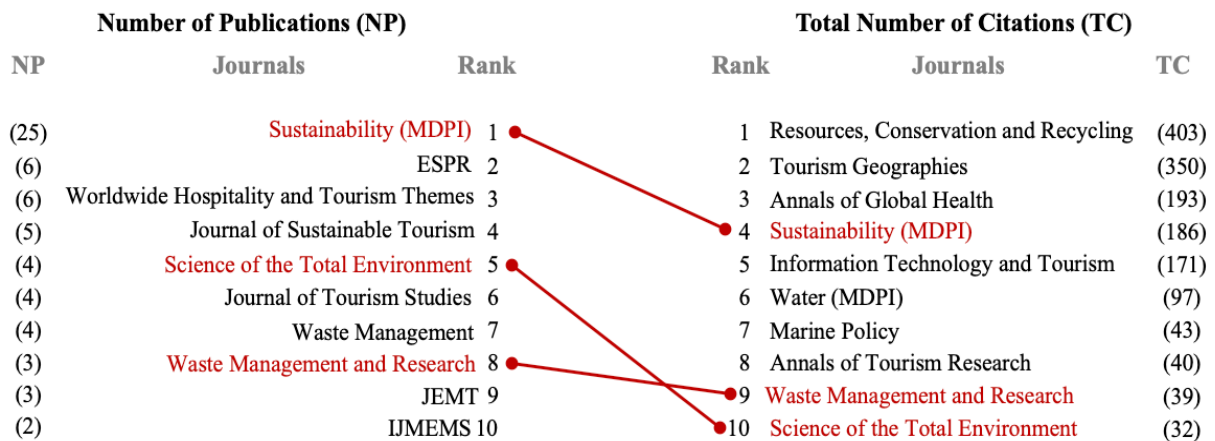 Number of Publications (NP) Total Number of Citations (TC)
NP Journals Rank Rank Journals TC
(25) Sustainability (MDPI) 1 1 Resources, Conservation and Recycling (403)
(6) ESPR 2 2 Tourism Geographies (350)
(6) Worldwide Hospitality and Tourism Themes 3 3 Annals of Global Health (193)
(5) Journal of Sustainable Tourism 4 4 Sustainability (MDPI) (186)
(4) Science of the Total Environment 5 5 Information Technology and Tourism (171)
(4) Journal of Tourism Studies 6 6 Water (MDPI) (97)
(4) Waste Management 7 7 Marine Policy (43)
(3) Waste Management and Research 8 8 Annals of Tourism Research (40)
(3) JEMT 9 9 Waste Management and Research (39)
(2) IJMEMS 10 10 Science of the Total Environment (32)